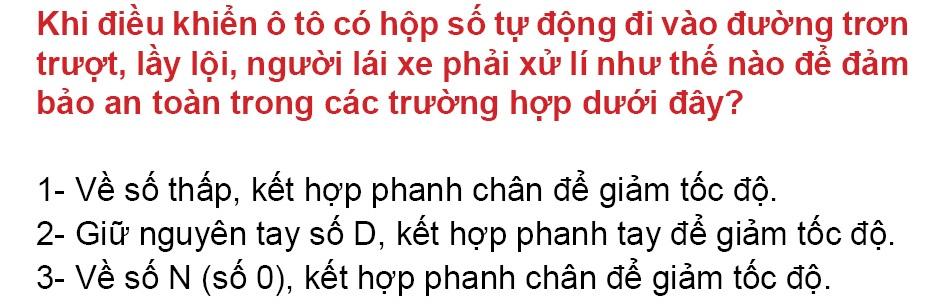 Khi điều khiển ô tô có hộp số tự động đi vào đường trơn
trượt, lầy lội, người lái xe phải xử lí như thế nào để đảm
bảo an toàn trong các trường hợp dưới đây?
1- Về số thấp, kết hợp phanh chân để giảm tốc độ.
2- Giữ nguyên tay số D, kết hợp phanh tay để giảm tốc độ.
3- Về số N (số 0), kết hợp phanh chân để giảm tốc độ.